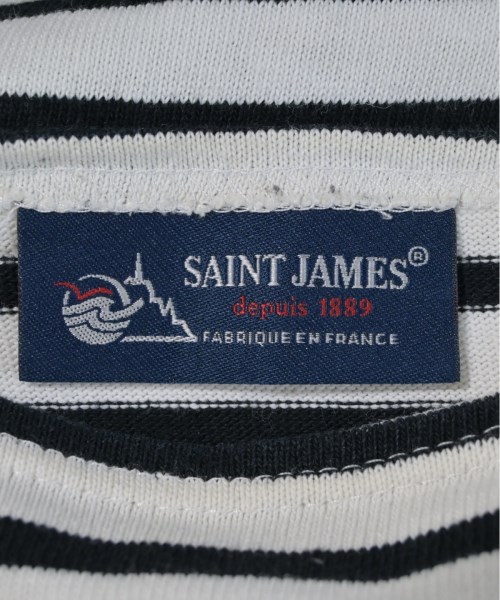 SAINT JAMES®
depuis 1889
FABRIQUE EN FRANCE